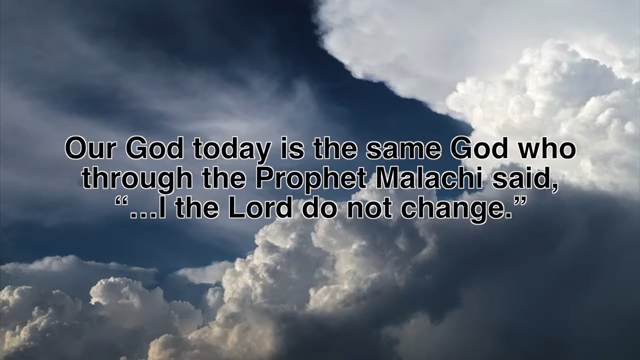 Our God today is the same God who
through the Prophet Malachi said,
“…I the Lord do not change.”